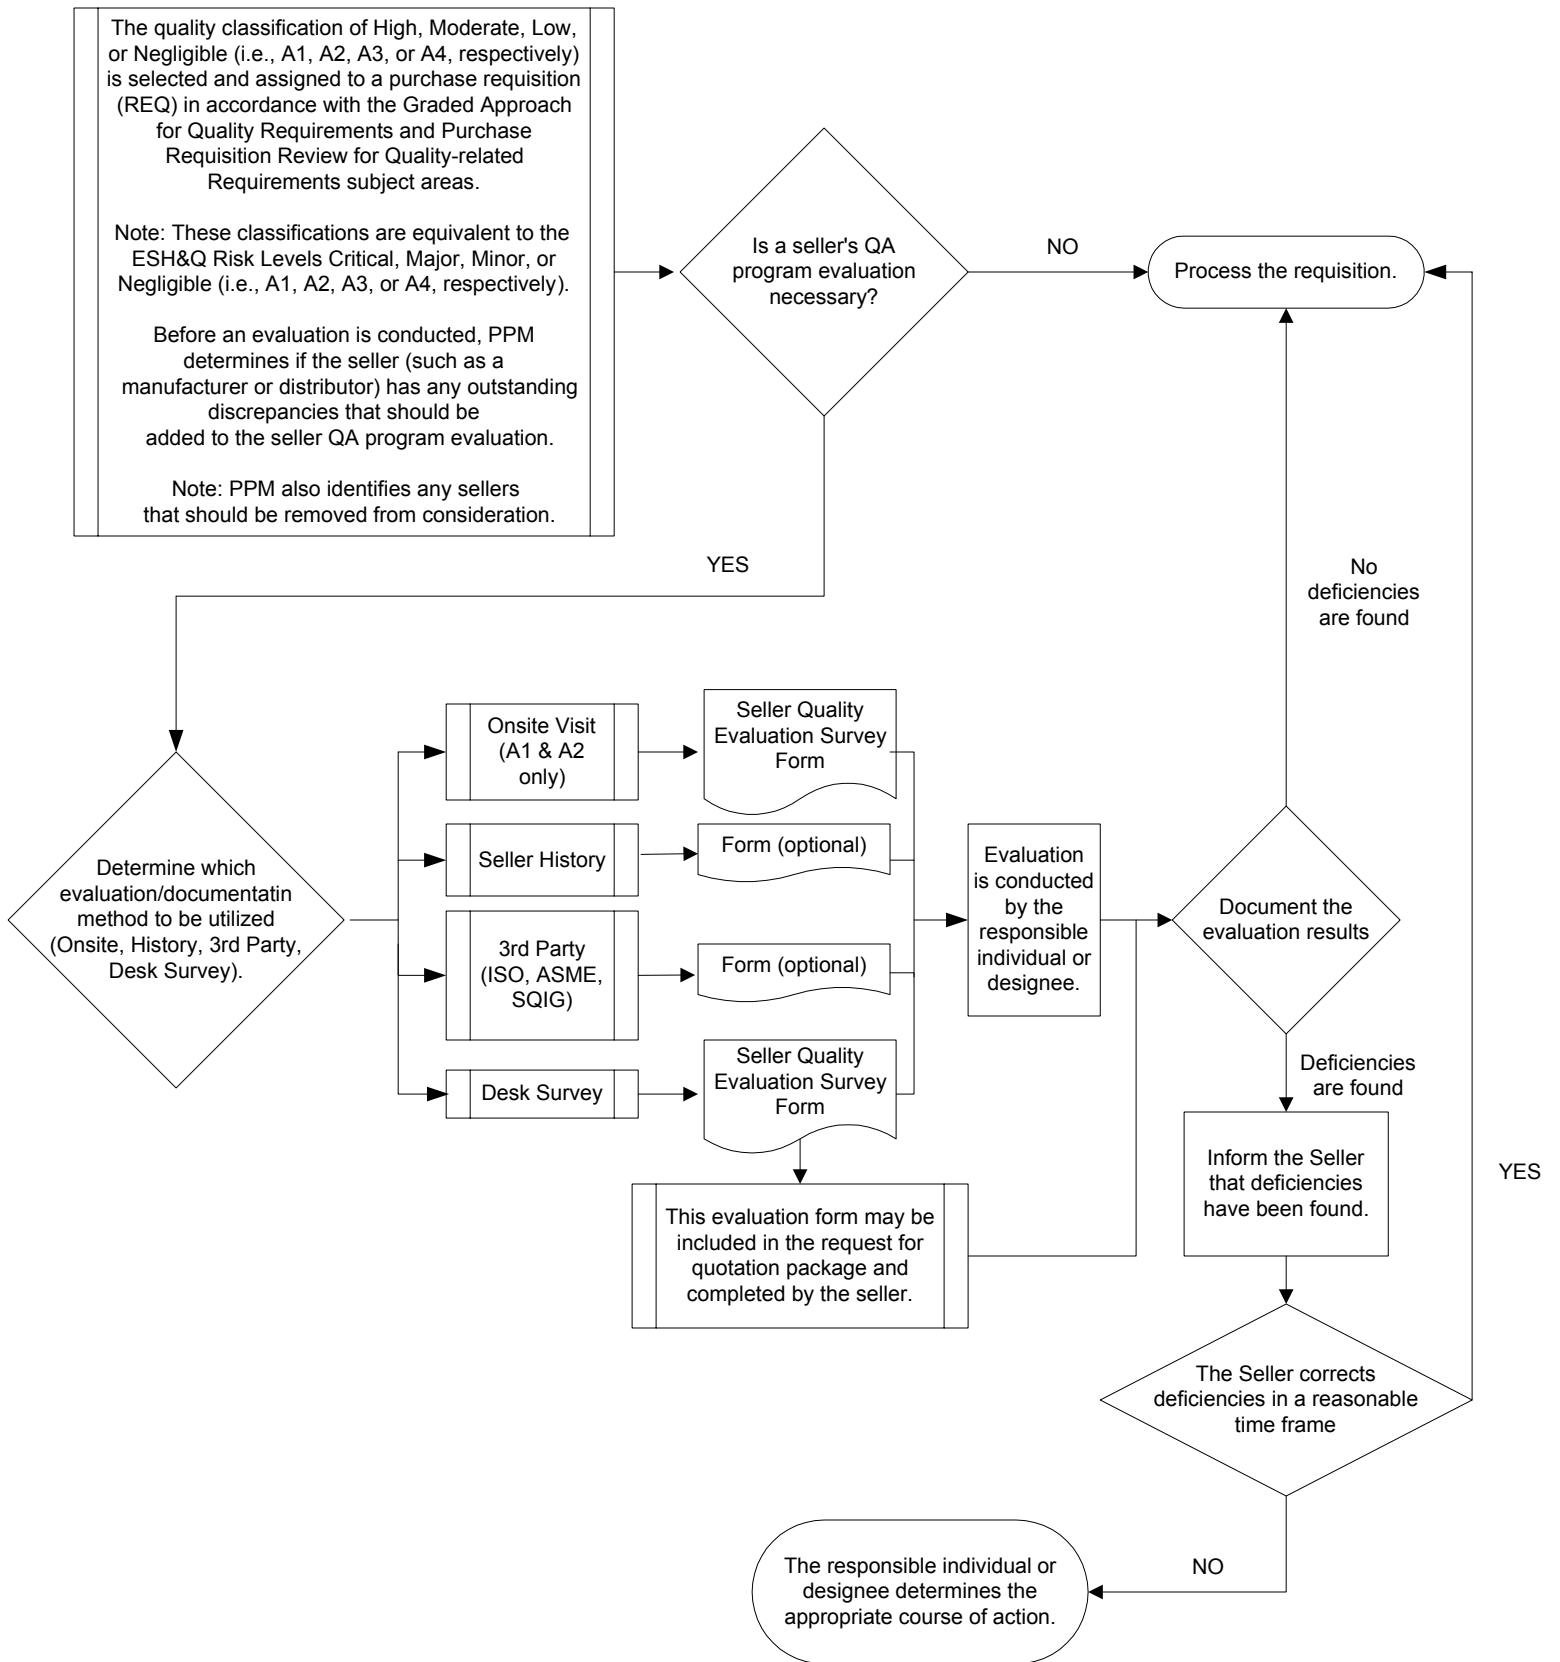 The quality classification of High, Moderate, Low,
or Negligible (i.e., A1, A2, A3, or A4, respectively)
is selected and assigned to a purchase requisition
(REQ) in accordance with the Graded Approach
for Quality Requirements and Purchase
Requisition Review for Quality-related
Requirements subject areas.
Note: These classifications are equivalent to the
ESH&Q Risk Levels Critical, Major, Minor, or
Negligible (i.e., A1, A2, A3, or A4, respectively).
Before an evaluation is conducted, PPM
determines if the seller (such as a
manufacturer or distributor) has any outstanding
discrepancies that should be
added to the seller QA program evaluation.
Note: PPM also identifies any sellers
that should be removed from consideration.
Is a seller's QA
program evaluation
necessary?
NO
Process the requisition.
YES
No
deficiencies
are found
Determine which
evaluation/documentatin
method to be utilized
(Onsite, History, 3rd Party,
Desk Survey).
Onsite Visit
(A1 & A2
only)
Seller Quality
Evaluation Survey
Form
Seller History
Form (optional)
3rd Party
(ISO, ASME,
SQIG)
Form (optional)
Desk Survey
Seller Quality
Evaluation Survey
Form
This evaluation form may be
included in the request for
quotation package and
completed by the seller.
Evaluation
is conducted
by the
responsible
individual or
designee.
Document the
evaluation results
Deficiencies
are found
Inform the Seller
that deficiencies
have been found.
YES
The Seller corrects
deficiencies in a reasonable
time frame
NO
The responsible individual or
designee determines the
appropriate course of action.